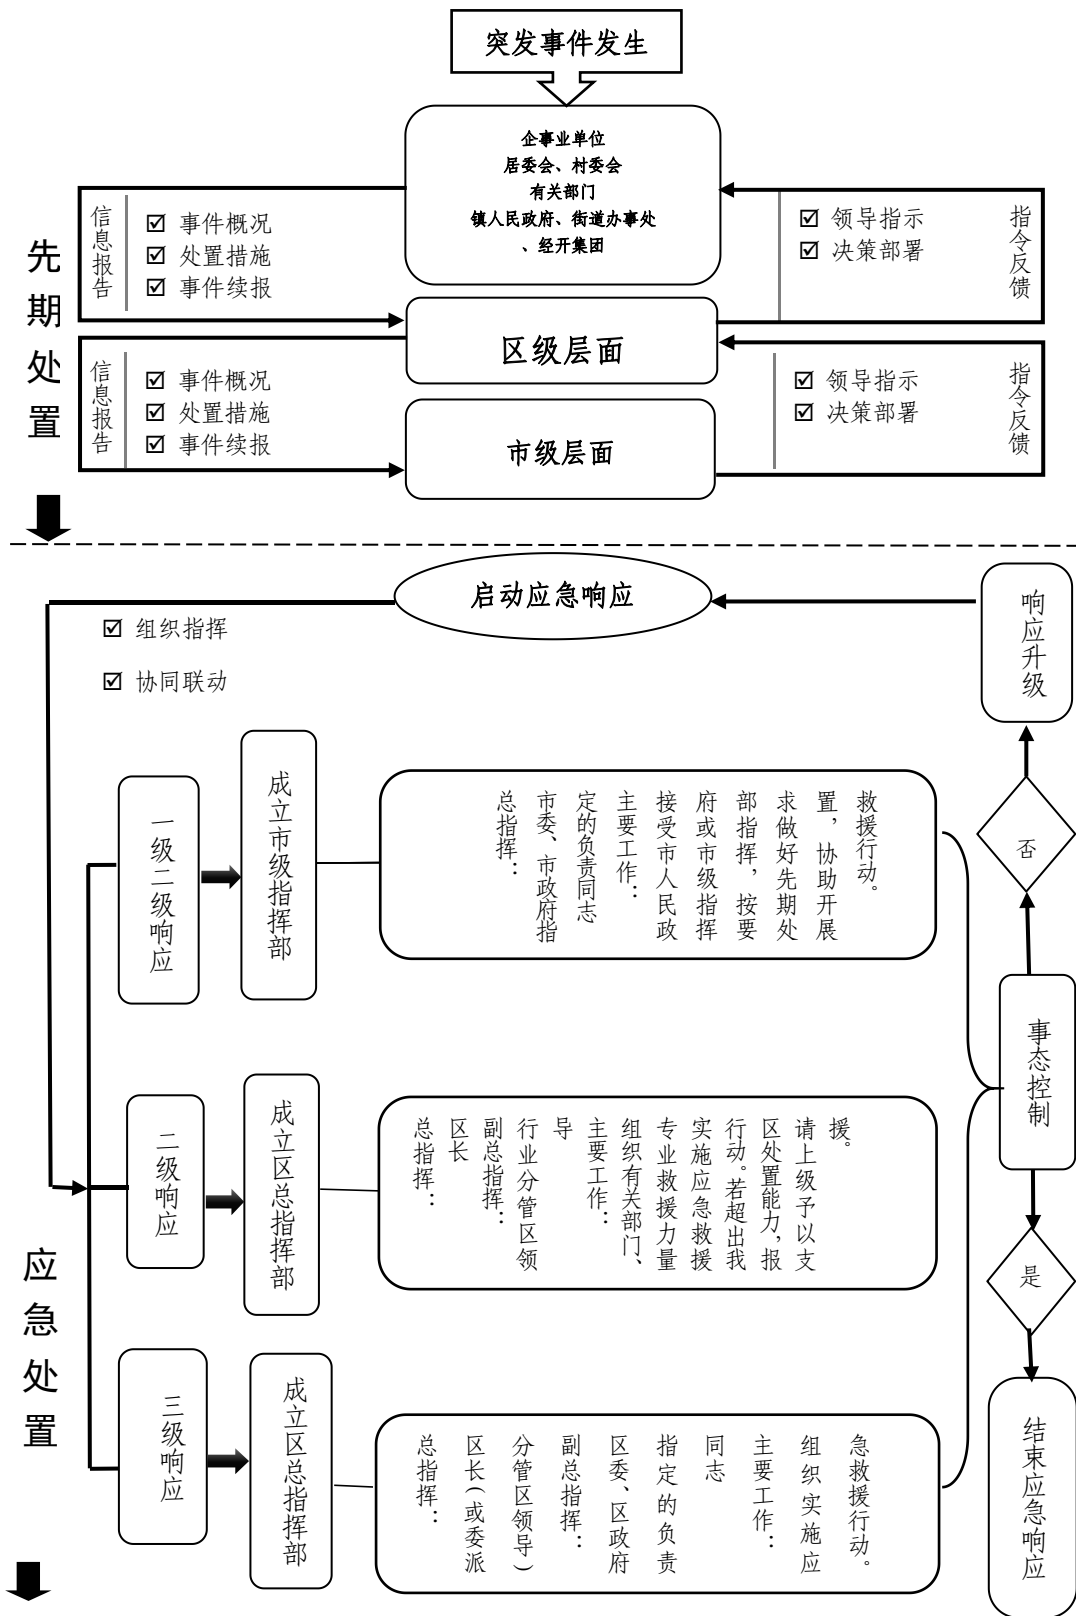 突发事件发生
企事业单位
居委会、村委会
有关部门
镇人民政府、街道办事处
、经开集团
先期处置
信息报告
事件概况
处置措施
事件续报
领导指示
决策部署
指令反馈
区级层面
信息报告
事件概况
处置措施
事件续报
领导指示
决策部署
指令反馈
市级层面
启动应急响应
组织指挥
协同联动
响应升级
否
事态控制
是
结束应急响应
应急处置
一级二级响应
成立市级指挥部
总指挥：
市委、市政府指
定的负责同志
主要工作：
接受市人民政
府或市级指挥
部指挥，按要
求做好先期处
置，协助开展
救援行动。
二级响应
成立区总指挥部
总指挥：
区长
副总指挥：
行业分管区领
导
主要工作：
组织有关部门、
专业救援力量
实施应急救援
行动。若超出我
区处置能力，报
请上级予以支
援。
三级响应
成立区总指挥部
总指挥：
区长（或委派
分管区领导）
副总指挥：
区委、区政府
指定的负责
同志
主要工作：
组织实施应
急救援行动。